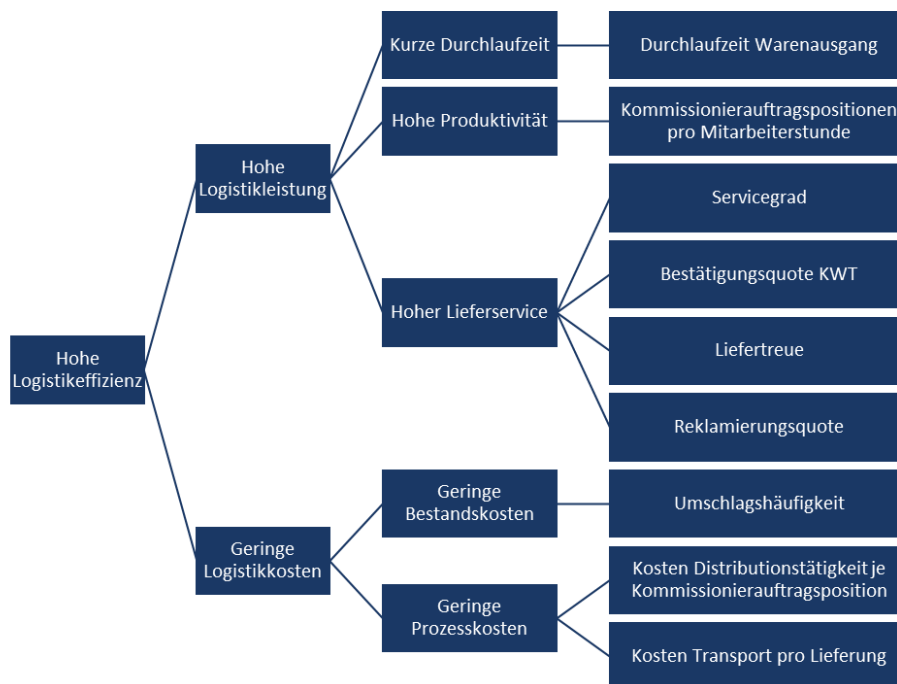 Kurze Durchlaufzeit
Durchlaufzeit Warenausgang
Hohe Produktivität
Kommissionierauftragspositionen
pro Mitarbeiterstunde
Hohe
Logistikleistung
Servicegrad
Bestätigungsquote KWT
Hoher Lieferservice
Liefertreue
Hohe
Logistikeffizienz
Reklamierungsquote
Geringe
Bestandskosten
Umschlagshäufigkeit
Geringe
Logistikkosten
Kosten Distributionstätigkeit je
Kommissionierauftragsposition
Geringe
Prozesskosten
Kosten Transport pro Lieferung